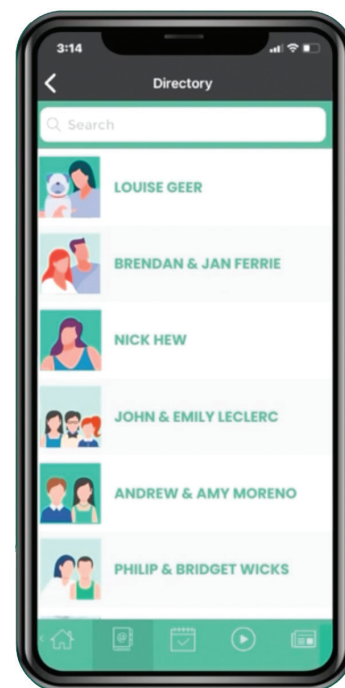 3:14
Directory
Search
LOUISE GEER
BRENDAN & JAN FERRIE
NICK HEW
JOHN & EMILY LECLERC
ANDREW & AMY MORENO
PHILIP & BRIDGET WICKS
@